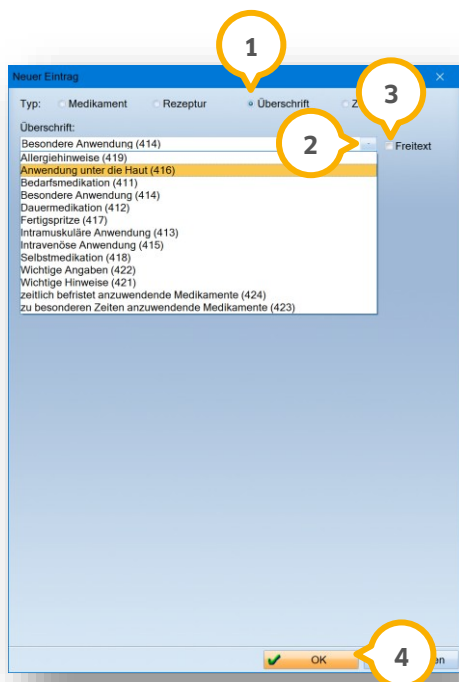 1
Neuer Eintrag
Typ: Medikament Rezeptur Überschrift Z
3
Überschrift:
Besondere Anwendung (414)
2
Freitext
Allergiehinweise (419)
Anwendung unter die Haut (416)
Bedarfsmedikation (411)
Besondere Anwendung (414)
Dauermedikation (412)
Fertigspritze (417)
Intramuskuläre Anwendung (413)
Intravenöse Anwendung (415)
Selbstmedikation (418)
Wichtige Angaben (422)
Wichtige Hinweise (421)
zeitlich befristet anzuwendende Medikamente (424)
zu besonderen Zeiten anzuwendende Medikamente (423)
OK
4
en